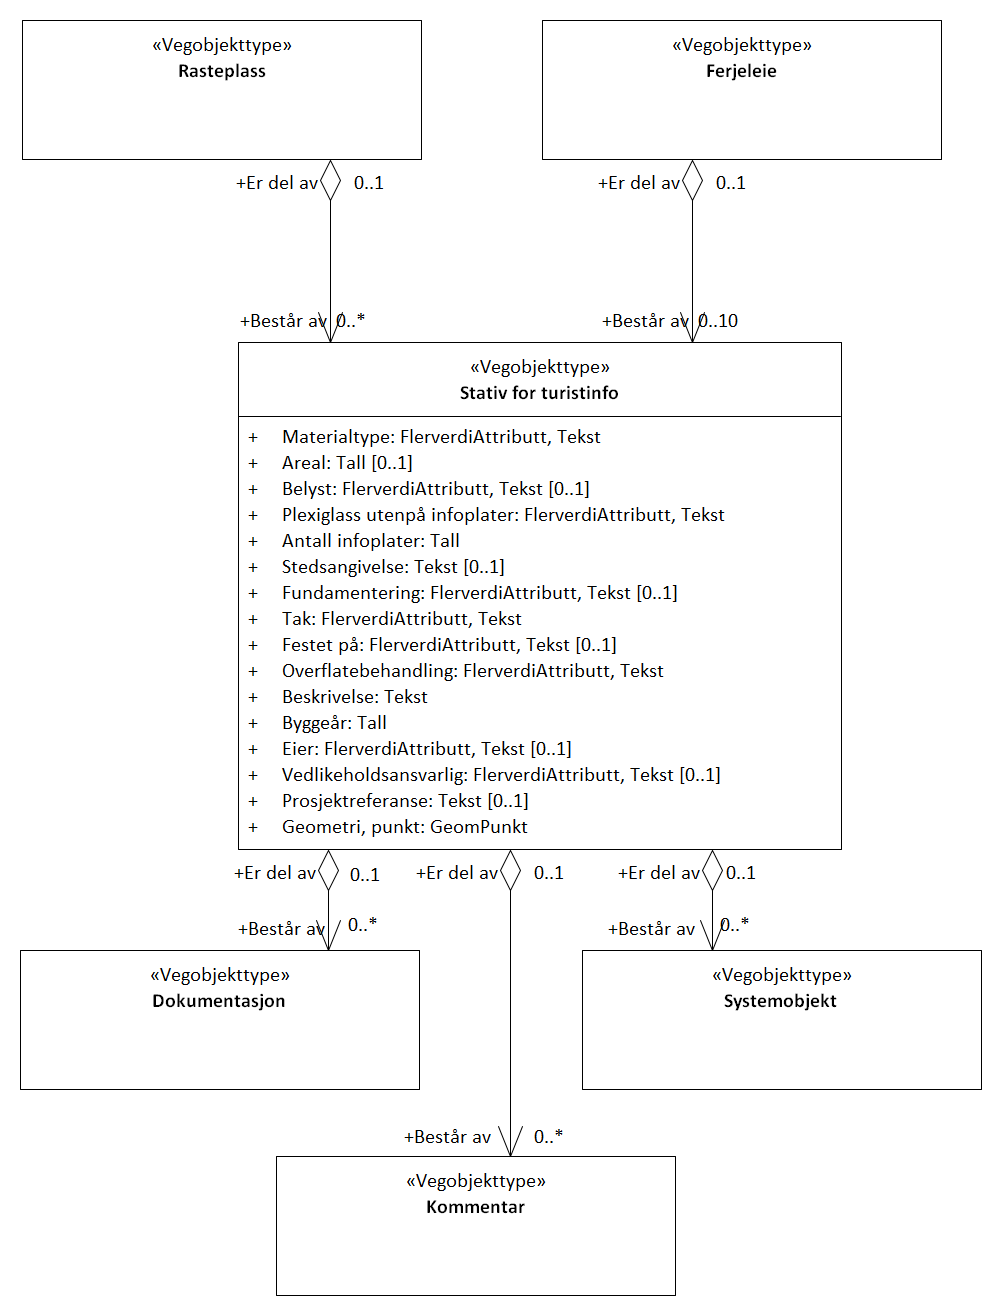 «Vegobjekttype»
Rasteplass
«Vegobjekttype»
Ferjeleie
+Er del av 0..1
+Er del av 0..1
+Består av 0..*
+Består av 0..10
«Vegobjekttype»
Stativ for turistinfo
+ Materialtype: FlerverdiAttributt, Tekst
+ Areal: Tall [0..1]
+ Belyst: FlerverdiAttributt, Tekst [0..1]
+ Plexiglass utenpå infoplater: FlerverdiAttributt, Tekst
+ Antall infoplater: Tall
+ Stedsangivelse: Tekst [0..1]
+ Fundamentering: FlerverdiAttributt, Tekst [0..1]
+ Tak: FlerverdiAttributt, Tekst
+ Festet på: FlerverdiAttributt, Tekst [0..1]
+ Overflatebehandling: FlerverdiAttributt, Tekst
+ Beskrivelse: Tekst
+ Byggeår: Tall
+ Eier: FlerverdiAttributt, Tekst [0..1]
+ Vedlikeholdsansvarlig: FlerverdiAttributt, Tekst [0..1]
+ Prosjektreferanse: Tekst [0..1]
+ Geometri, punkt: GeomPunkt
+Er del av 0..1
+Er del av 0..1
+Er del av 0..1
+Består av 0..*
+Består av 0..*
«Vegobjekttype»
Dokumentasjon
«Vegobjekttype»
Systemobjekt
+Består av 0..*
«Vegobjekttype»
Kommentar